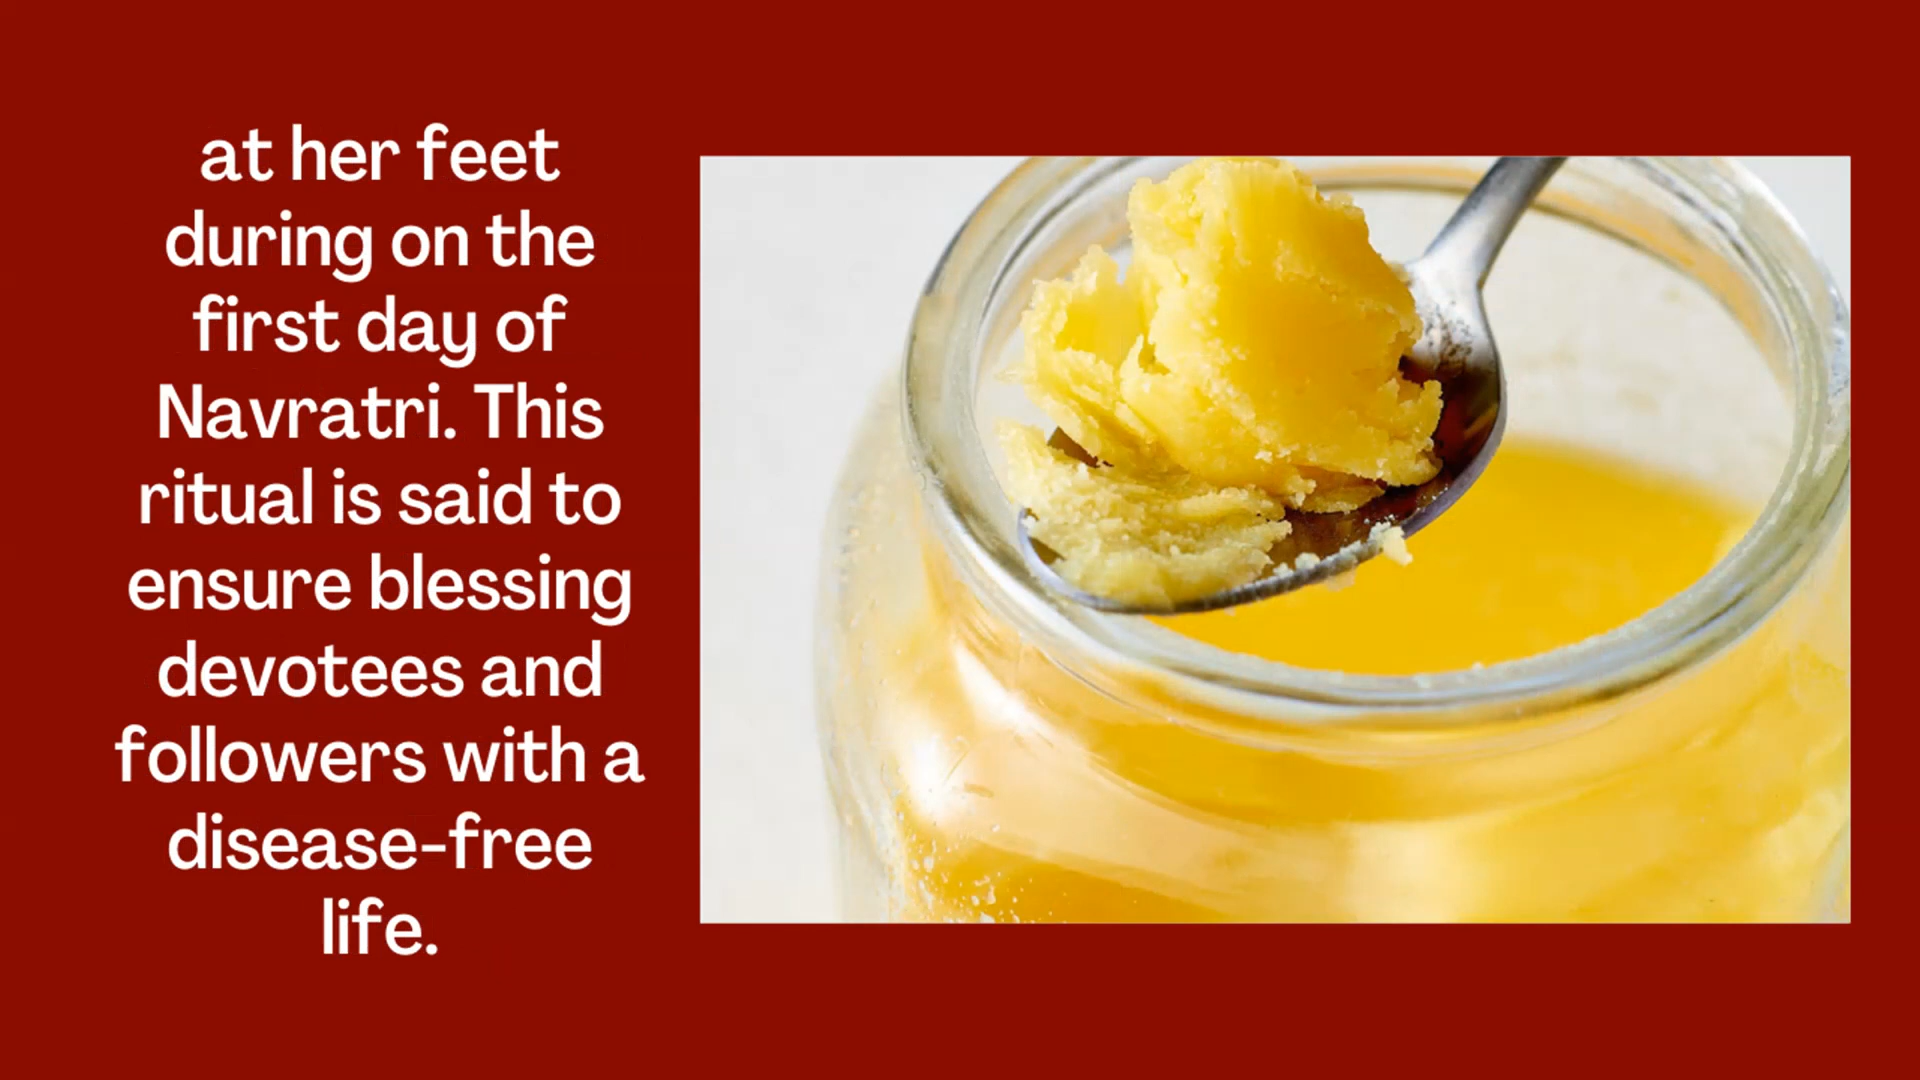 at her feet
during on the
first day of
Navratri. This
ritual is said to
ensure blessing
devotees and
followers with a
disease-free
life.